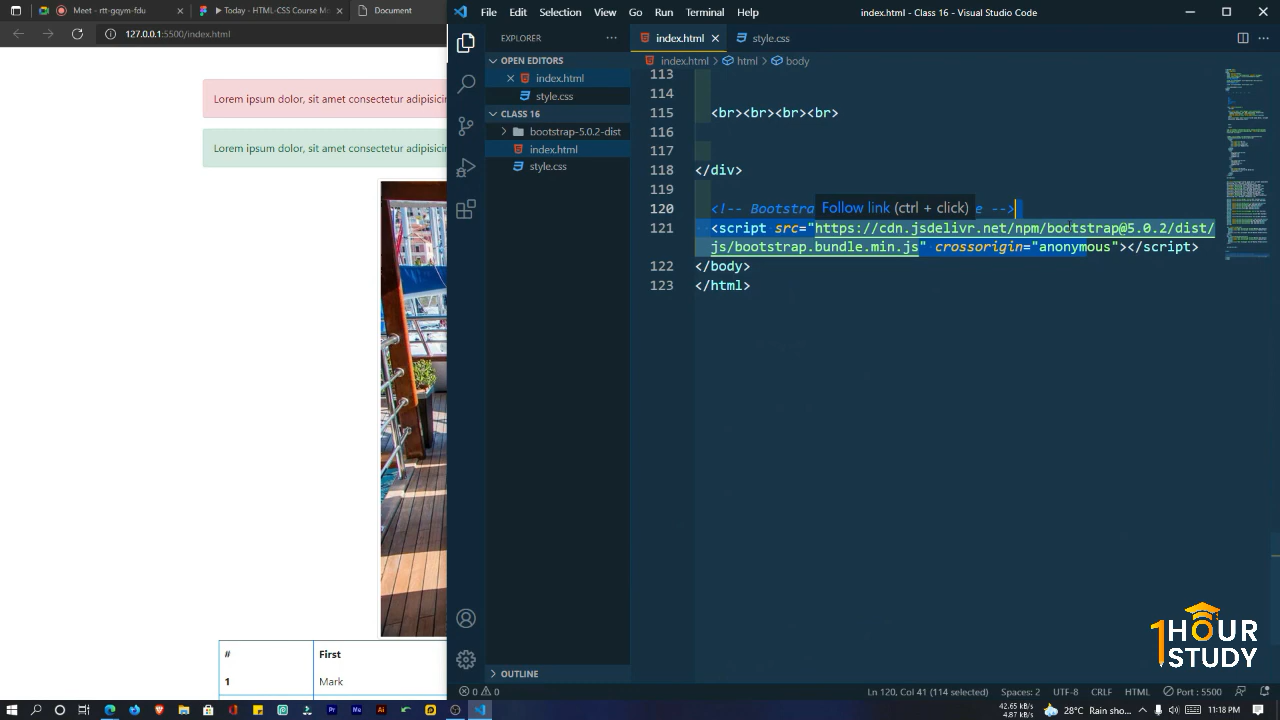 Meet - rtt-gqym-fdu
Today - HTML-CSS Course Mo
Document
127.0.0.1:5500/index.html
Lorem ipsum dolor, sit amet consectetur adipisicin
Lorem ipsum dolor, sit amet consectetur adipisicin
#
First
1
Mark
File Edit Selection View Go Run Terminal Help
index.html - Class 16 - Visual Studio Code
EXPLORER
OPEN EDITORS
index.html
style.css
CLASS 16
bootstrap-5.0.2-dist
index.html
style.css
OUTLINE
index.html
style.css
index.html > html > body
113
114
115 <br><br><br><br>
116
117
118 </div>
119
120 <!-- Bootstra
e -->
Follow link (ctrl + click)
121 <script src="https://cdn.jsdelivr.net/npm/bootstrap@5.0.2/dist/
js/bootstrap.bundle.min.js" crossorigin="anonymous"></script>
122 </body>
123 </html>
1HOUR
STUDY
0 0
Ln 120, Col 41 (114 selected)
Spaces: 2
UTF-8
CRLF
HTML
Port : 5500
42.65 kB/s
4.87 kB/s
28°C Rain sho...
11:18 PM